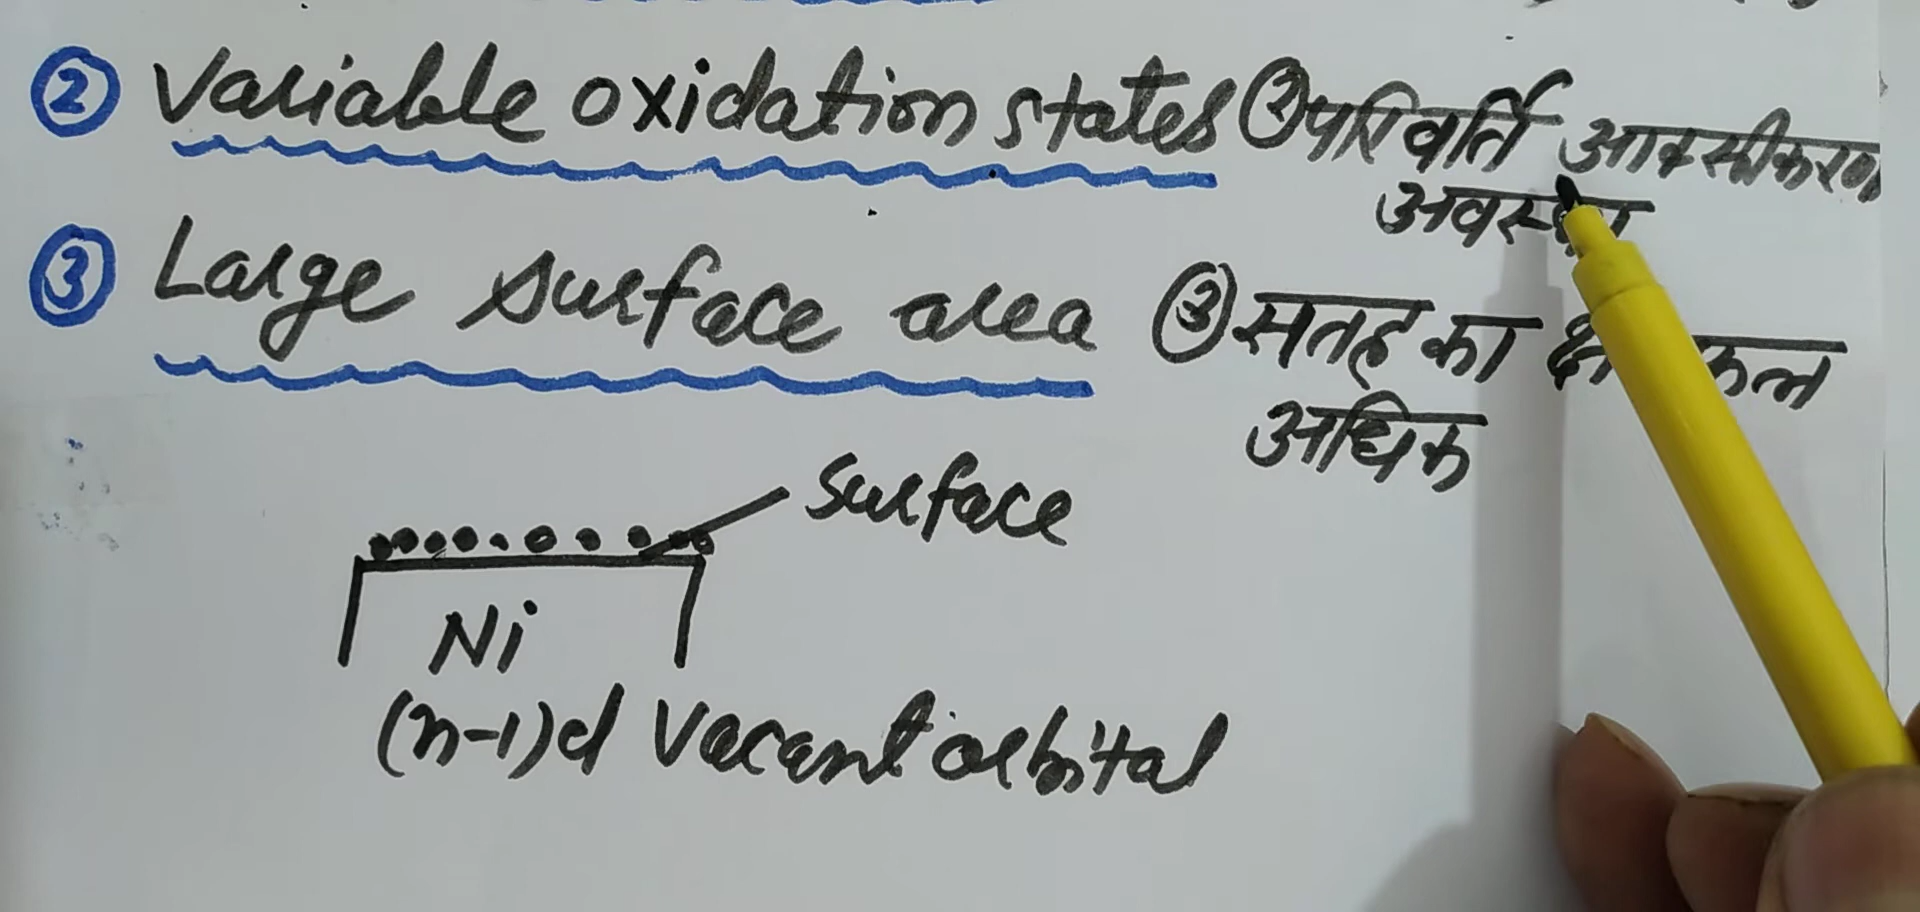 ② Variable oxidation states ② परिवर्ति आक्सीकरण
अवस्था
③ Large surface area ③ सतह का
अधिक
surface
Ni
(n-1)d Vacant orbital